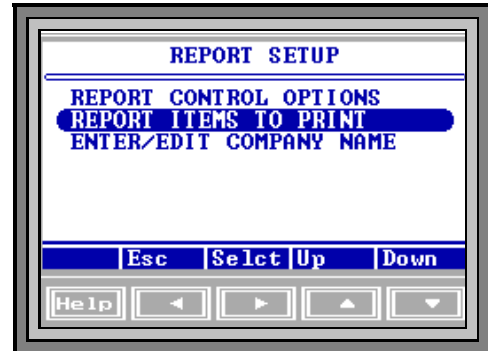 REPORT SETUP
REPORT CONTROL OPTIONS
REPORT ITEMS TO PRINT
ENTER/EDIT COMPANY NAME
Esc Selct Up Down
Help